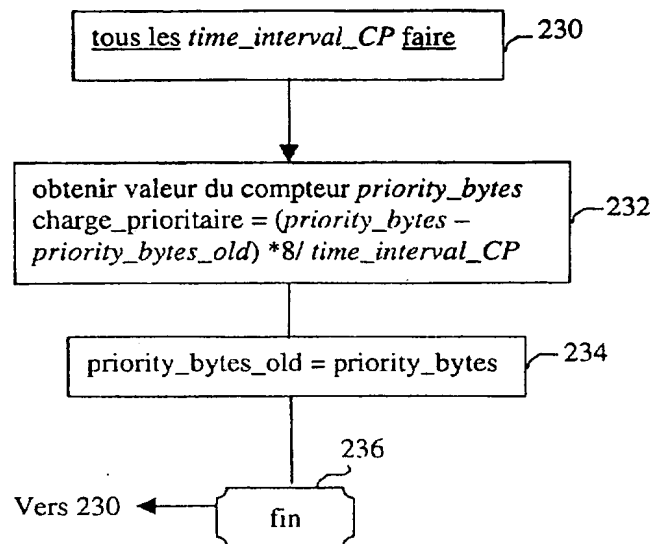 tous les time_interval_CP faire
230
obtenir valeur du compteur priority_bytes
charge_prioritaire = (priority_bytes –
priority_bytes_old) *8/ time_interval_CP
232
priority_bytes_old = priority_bytes
234
236
Vers 230
fin